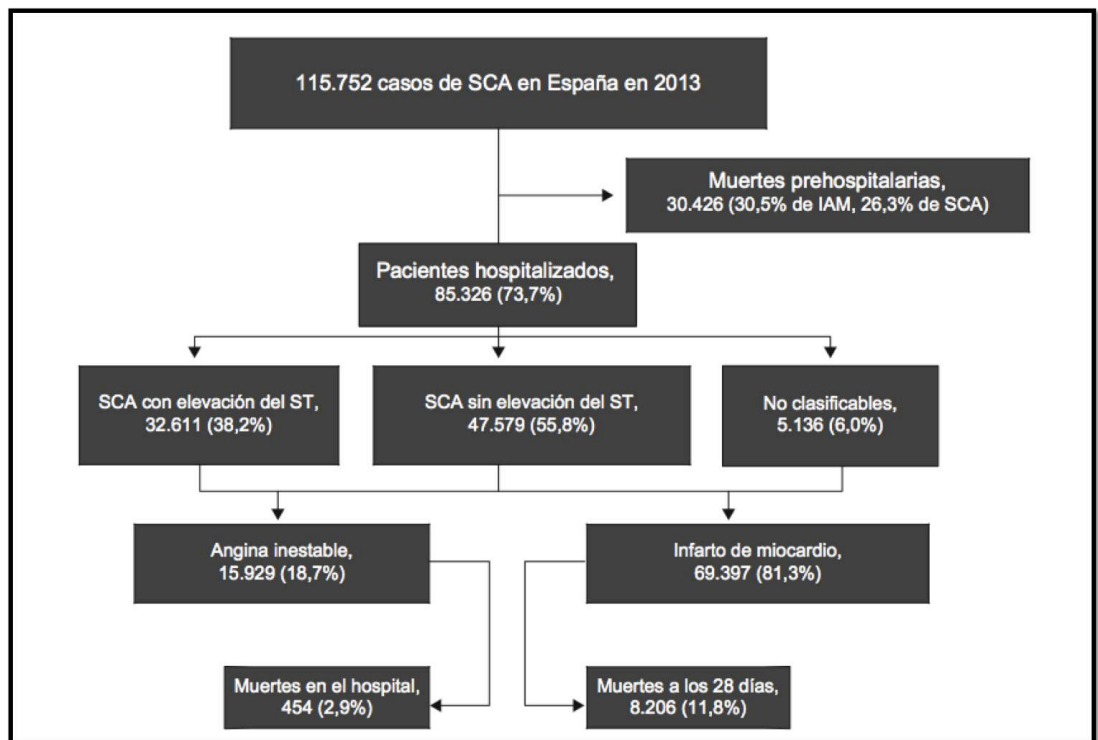 115.752 casos de SCA en España en 2013
Muertes prehospitalarias,
30.426 (30,5% de IAM, 26,3% de SCA)
Pacientes hospitalizados,
85.326 (73,7%)
SCA con elevación del ST,
32.611 (38,2%)
SCA sin elevación del ST,
47.579 (55,8%)
No clasificables,
5.136 (6,0%)
Angina inestable,
15.929 (18,7%)
Infarto de miocardio,
69.397 (81,3%)
Muertes en el hospital,
454 (2,9%)
Muertes a los 28 días,
8.206 (11,8%)